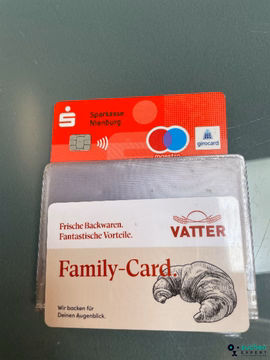 Sparkasse
Nienburg
maestro
girocard
Frische Backwaren.
Fantastische Vorteile.
VATTER
Family-Card.
Wir backen für
Deinen Augenblick.